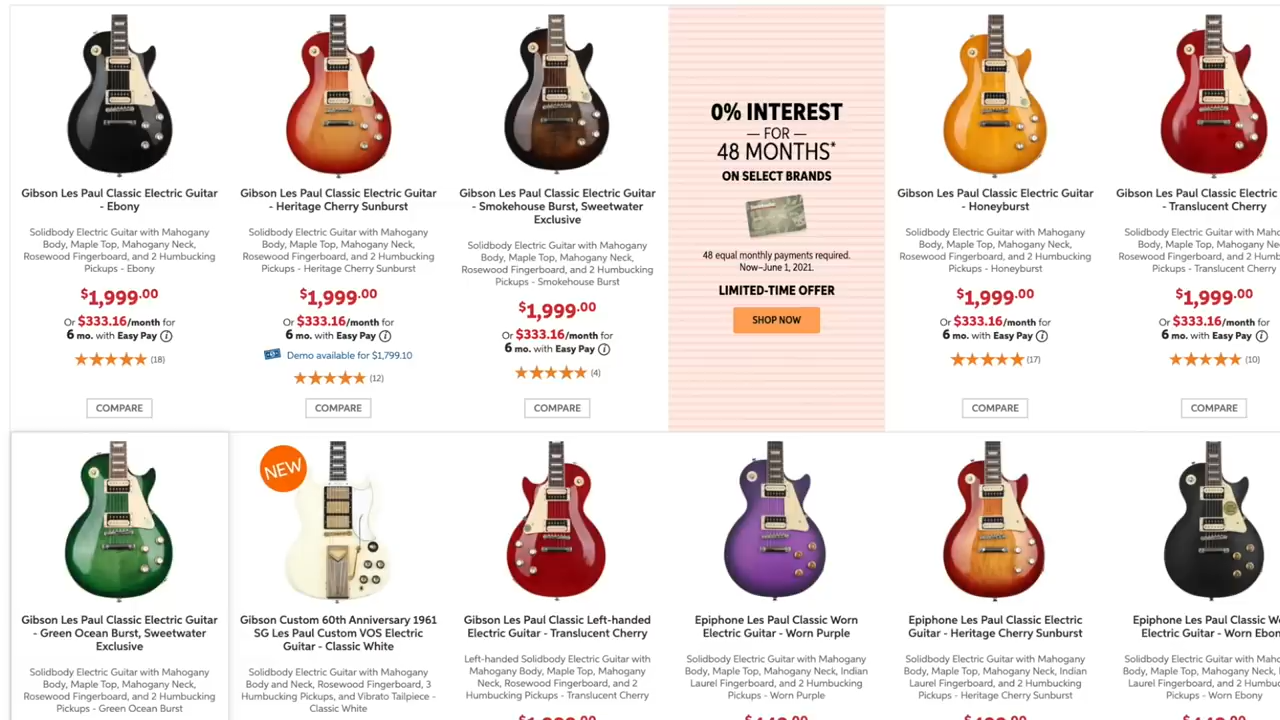 Gibson Les Paul Classic Electric Guitar
- Ebony
Solidbody Electric Guitar with Mahogany
Body, Maple Top, Mahogany Neck,
Rosewood Fingerboard, and 2 Humbucking
Pickups - Ebony
$1,999.00
Or $333.16/month for
6 mo. with Easy Pay
(18)
COMPARE
Gibson Les Paul Classic Electric Guitar
- Heritage Cherry Sunburst
Solidbody Electric Guitar with Mahogany
Body, Maple Top, Mahogany Neck,
Rosewood Fingerboard, and 2 Humbucking
Pickups - Heritage Cherry Sunburst
$1,999.00
Or $333.16/month for
6 mo. with Easy Pay
Demo available for $1,799.10
(12)
COMPARE
Gibson Les Paul Classic Electric Guitar
- Smokehouse Burst, Sweetwater
Exclusive
Solidbody Electric Guitar with Mahogany
Body, Maple Top, Mahogany Neck,
Rosewood Fingerboard, and 2 Humbucking
Pickups - Smokehouse Burst
$1,999.00
Or $333.16/month for
6 mo. with Easy Pay
(4)
COMPARE
0% INTEREST
— FOR —
48 MONTHS*
ON SELECT BRANDS
48 equal monthly payments required.
Now–June 1, 2021.
LIMITED-TIME OFFER
SHOP NOW
Gibson Les Paul Classic Electric Guitar
- Honeyburst
Solidbody Electric Guitar with Mahogany
Body, Maple Top, Mahogany Neck,
Rosewood Fingerboard, and 2 Humbucking
Pickups - Honeyburst
$1,999.00
Or $333.16/month for
6 mo. with Easy Pay
(17)
COMPARE
Gibson Les Paul Classic Electric
- Translucent Cherry
Solidbody Electric Guitar with
Body, Maple Top, Mahogany Neck,
Rosewood Fingerboard, and 2
Pickups - Translucent Cherry
$1,999.00
Or $333.16/month for
6 mo. with Easy Pay
(10)
COMPARE
Gibson Les Paul Classic Electric Guitar
- Green Ocean Burst, Sweetwater
Exclusive
Solidbody Electric Guitar with Mahogany
Body, Maple Top, Mahogany Neck,
Rosewood Fingerboard, and 2 Humbucking
Pickups - Green Ocean Burst
NEW
Gibson Custom 60th Anniversary 1961
SG Les Paul Custom VOS Electric
Guitar - Classic White
Solidbody Electric Guitar with Mahogany
Body and Neck, Rosewood Fingerboard, 3
Humbucking Pickups, and Vibrato Tailpiece -
Classic White
Gibson Les Paul Classic Left-handed
Electric Guitar - Translucent Cherry
Left-handed Solidbody Electric Guitar with
Mahogany Body, Maple Top, Mahogany
Neck, Rosewood Fingerboard, and 2
Humbucking Pickups - Translucent Cherry
Epiphone Les Paul Classic Worn
Electric Guitar - Worn Purple
Solidbody Electric Guitar with Mahogany
Body, Maple Top, Mahogany Neck, Indian
Laurel Fingerboard, and 2 Humbucking
Pickups - Worn Purple
Epiphone Les Paul Classic Electric
Guitar - Heritage Cherry Sunburst
Solidbody Electric Guitar with Mahogany
Body, Maple Top, Mahogany Neck, Indian
Laurel Fingerboard, and 2 Humbucking
Pickups - Heritage Cherry Sunburst
Epiphone Les Paul Classic
Electric Guitar - Worn
Solidbody Electric Guitar with
Body, Maple Top, Mahogany
Laurel Fingerboard, and 2
Pickups - Worn Ebony